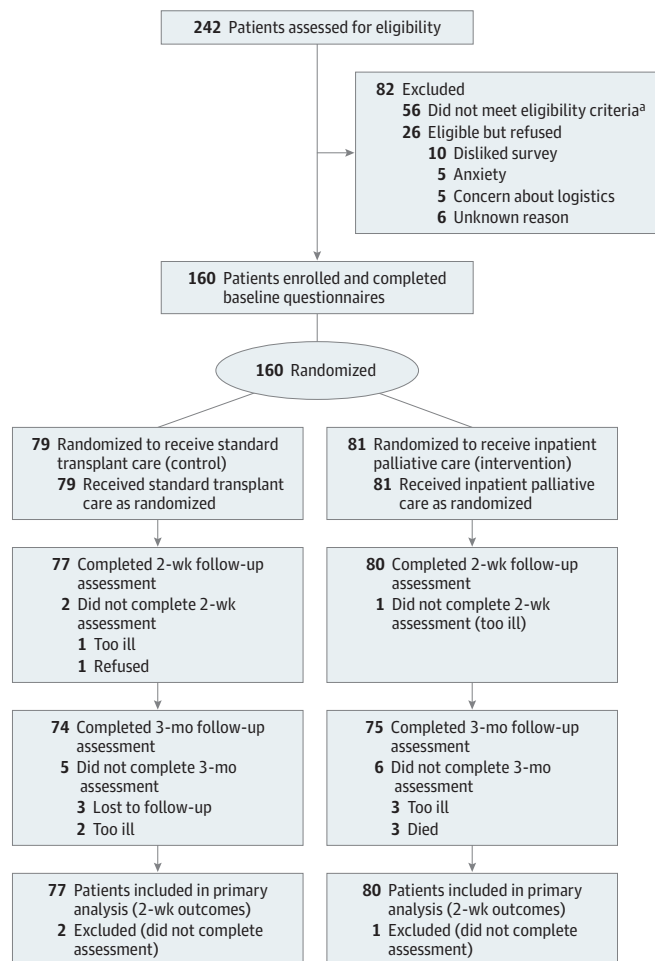 242 Patients assessed for eligibility
82 Excluded
56 Did not meet eligibility criteriaa
26 Eligible but refused
10 Disliked survey
5 Anxiety
5 Concern about logistics
6 Unknown reason
160 Patients enrolled and completed
baseline questionnaires
160 Randomized
79 Randomized to receive standard
transplant care (control)
79 Received standard transplant
care as randomized
81 Randomized to receive inpatient
palliative care (intervention)
81 Received inpatient palliative
care as randomized
77 Completed 2-wk follow-up
assessment
2 Did not complete 2-wk
assessment
1 Too ill
1 Refused
80 Completed 2-wk follow-up
assessment
1 Did not complete 2-wk
assessment (too ill)
74 Completed 3-mo follow-up
assessment
5 Did not complete 3-mo
assessment
3 Lost to follow-up
2 Too ill
75 Completed 3-mo follow-up
assessment
6 Did not complete 3-mo
assessment
3 Too ill
3 Died
77 Patients included in primary
analysis (2-wk outcomes)
2 Excluded (did not complete
assessment)
80 Patients included in primary
analysis (2-wk outcomes)
1 Excluded (did not complete
assessment)